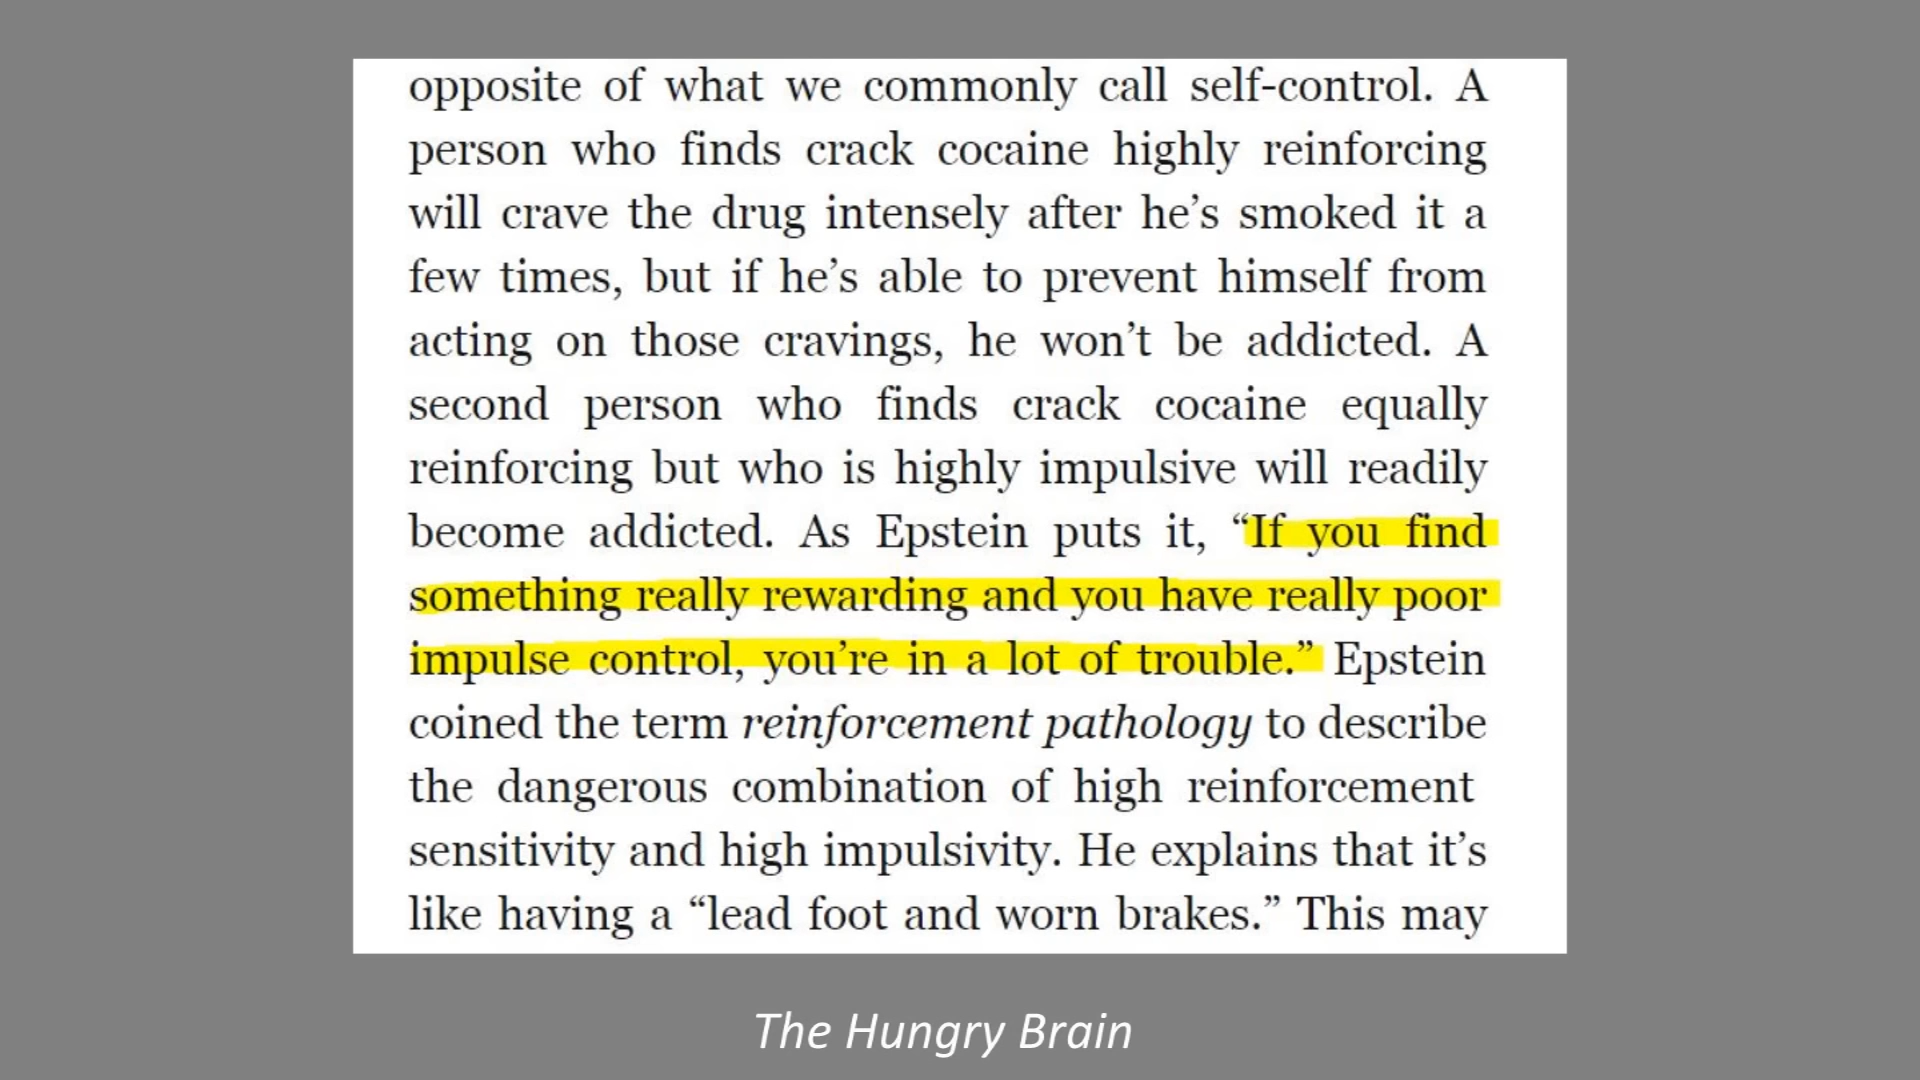 opposite of what we commonly call self-control. A
person who finds crack cocaine highly reinforcing
will crave the drug intensely after he’s smoked it a
few times, but if he’s able to prevent himself from
acting on those cravings, he won’t be addicted. A
second person who finds crack cocaine equally
reinforcing but who is highly impulsive will readily
become addicted. As Epstein puts it, “If you find
something really rewarding and you have really poor
impulse control, you’re in a lot of trouble.” Epstein
coined the term reinforcement pathology to describe
the dangerous combination of high reinforcement
sensitivity and high impulsivity. He explains that it’s
like having a “lead foot and worn brakes.” This may
The Hungry Brain